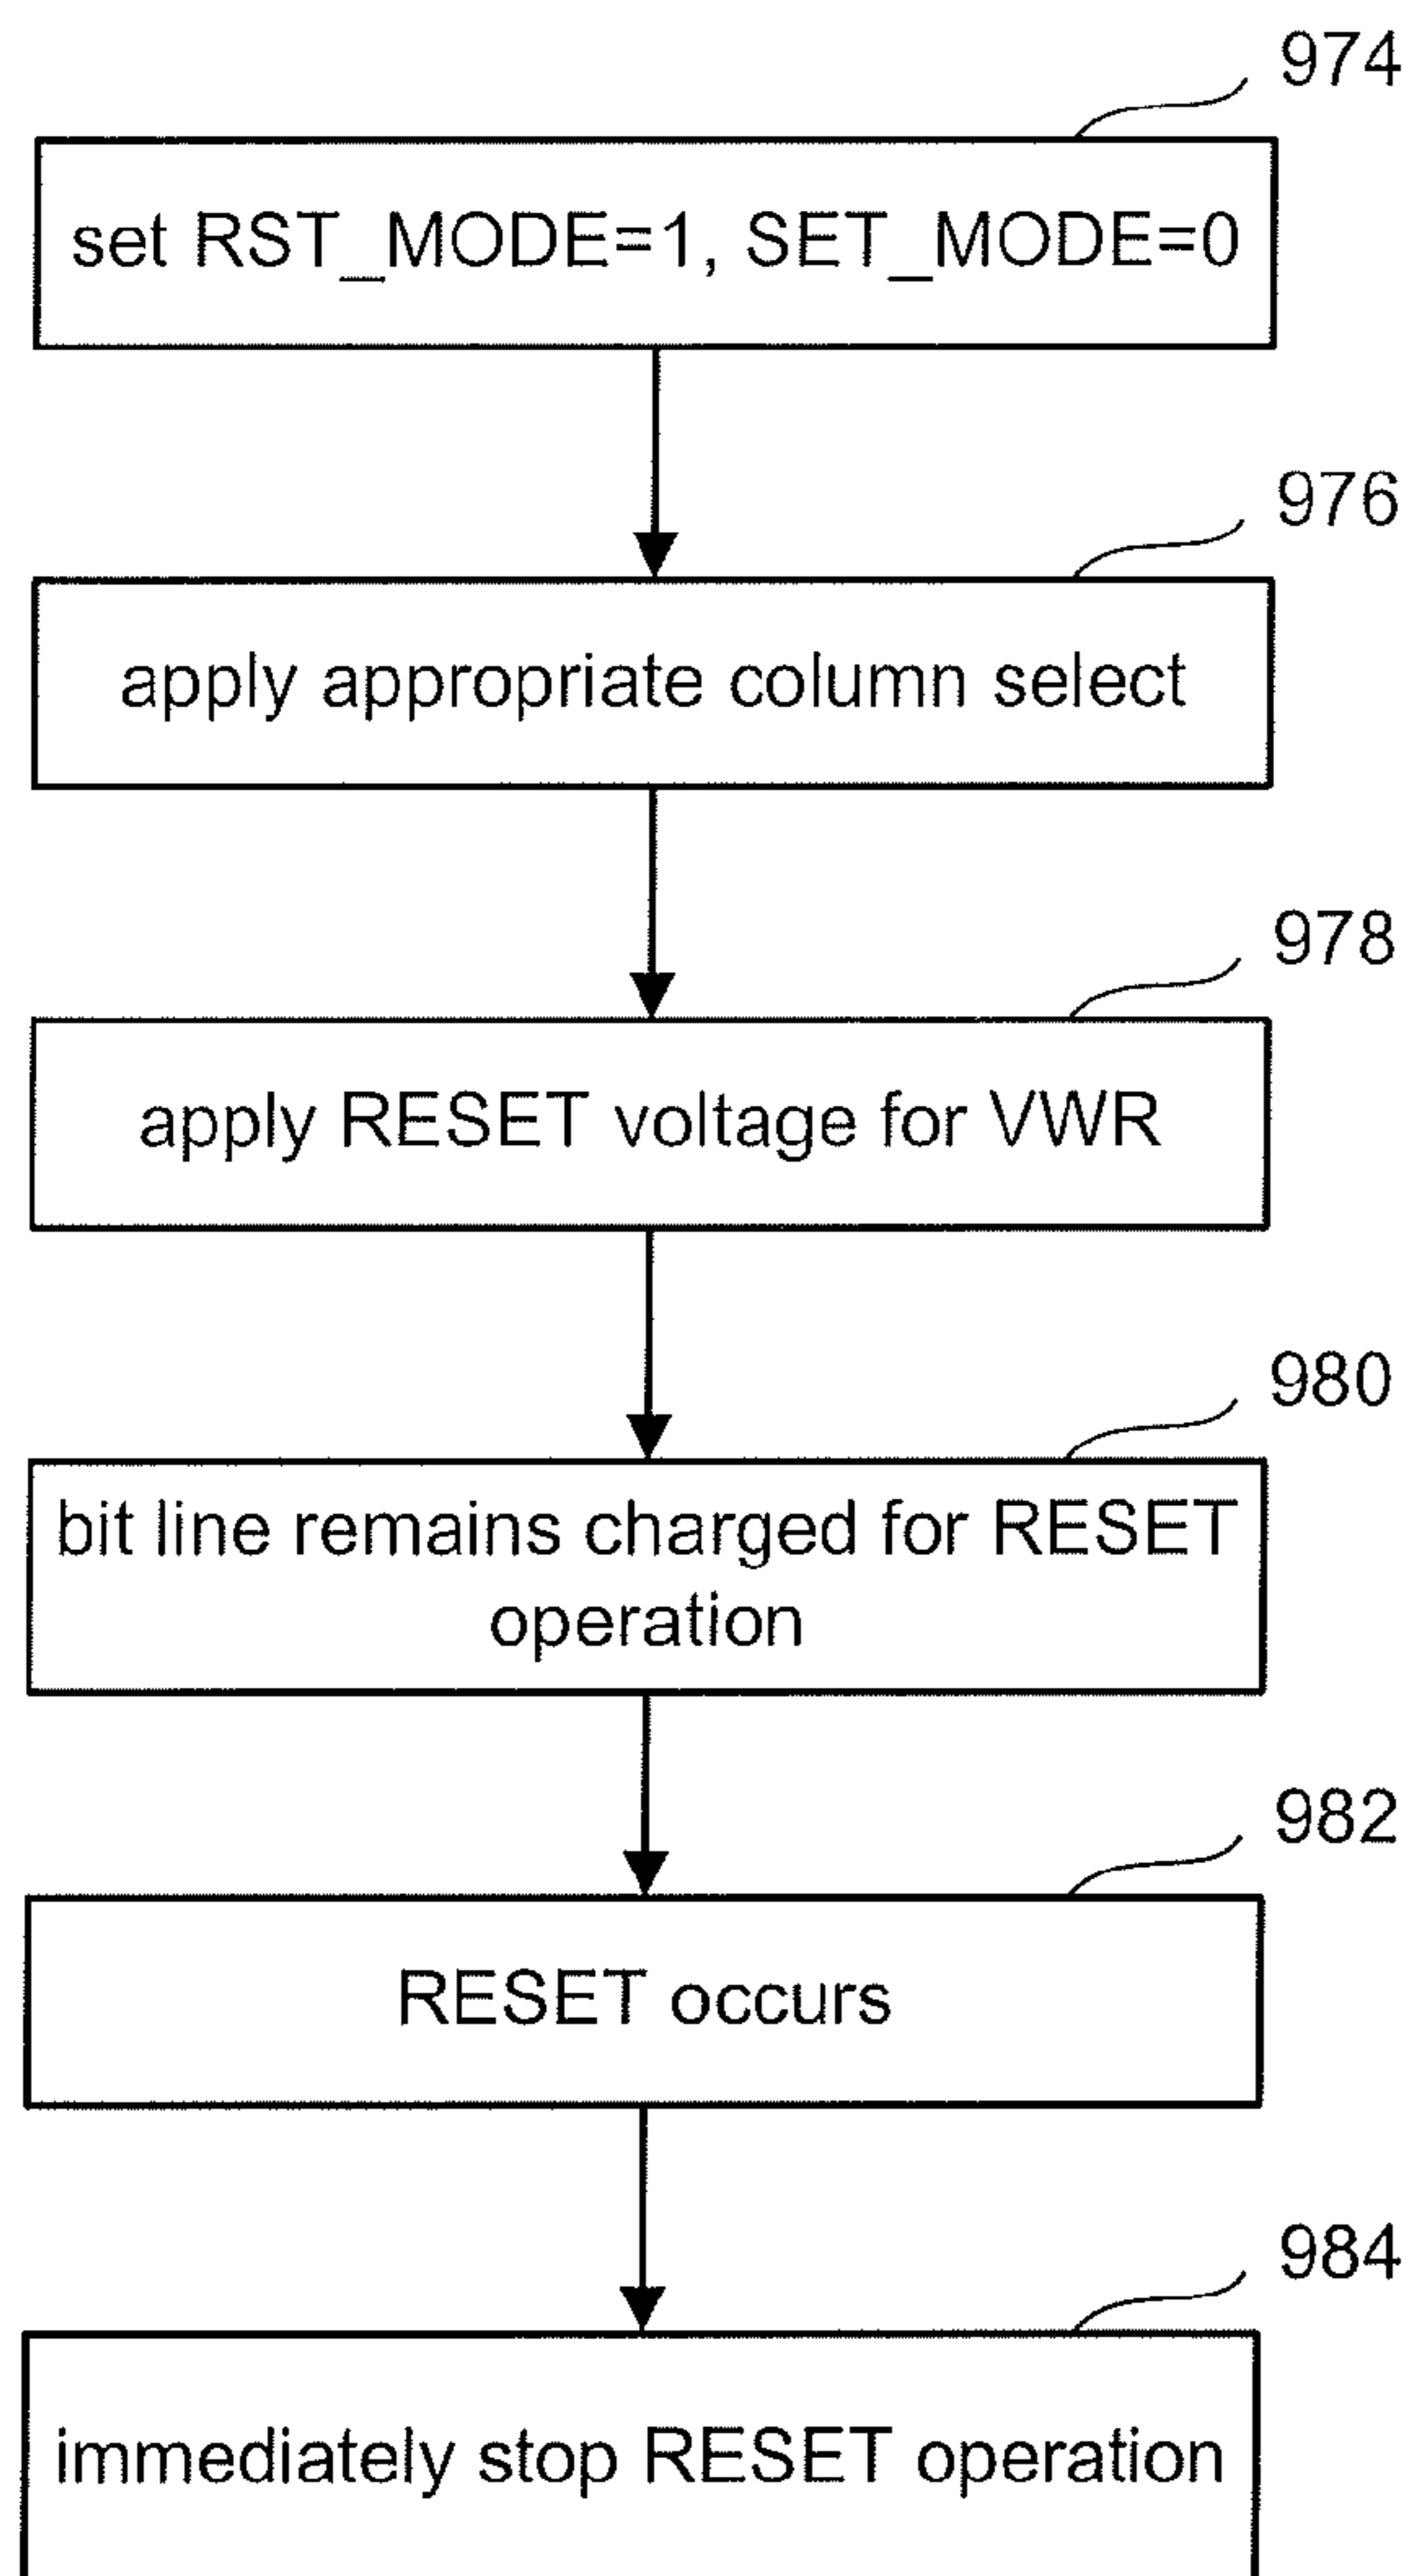 974
set RST_MODE=1, SET_MODE=0
976
apply appropriate column select
978
apply RESET voltage for VWR
980
bit line remains charged for RESET
operation
982
RESET occurs
984
immediately stop RESET operation